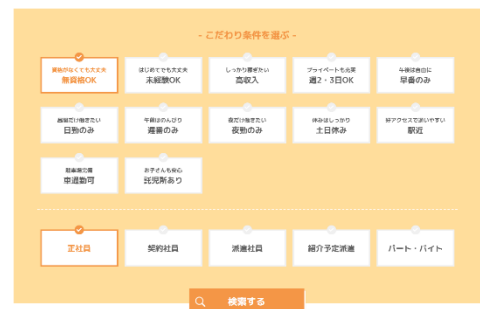 - こだわり条件を選ぶ -
資格がなくても大丈夫
無資格OK
はじめてでも大丈夫
未経験OK
しっかり稼ぎたい
高収入
プライベートも充実
週2・3日OK
午後は自由に
早番のみ
昼間だけ働きたい
日勤のみ
午前はのんびり
遅番のみ
夜だけ働きたい
夜勤のみ
休みはしっかり
土日休み
好アクセスで通いやすい
駅近
駐車場完備
車通勤可
お子さんも安心
託児所あり
正社員
契約社員
派遣社員
紹介予定派遣
パート・バイト
検索する